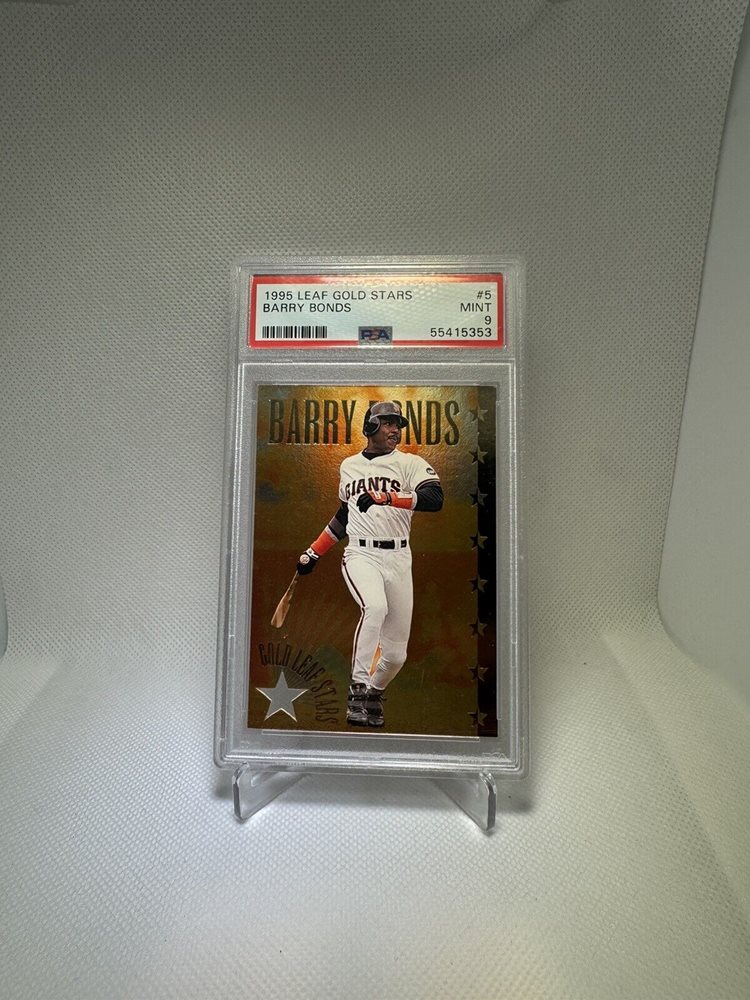 1995 LEAF GOLD STARS #5
BARRY BONDS MINT
9
PSA 55415353
BARRY BONDS
GIANTS
GOLD LEAF STARS